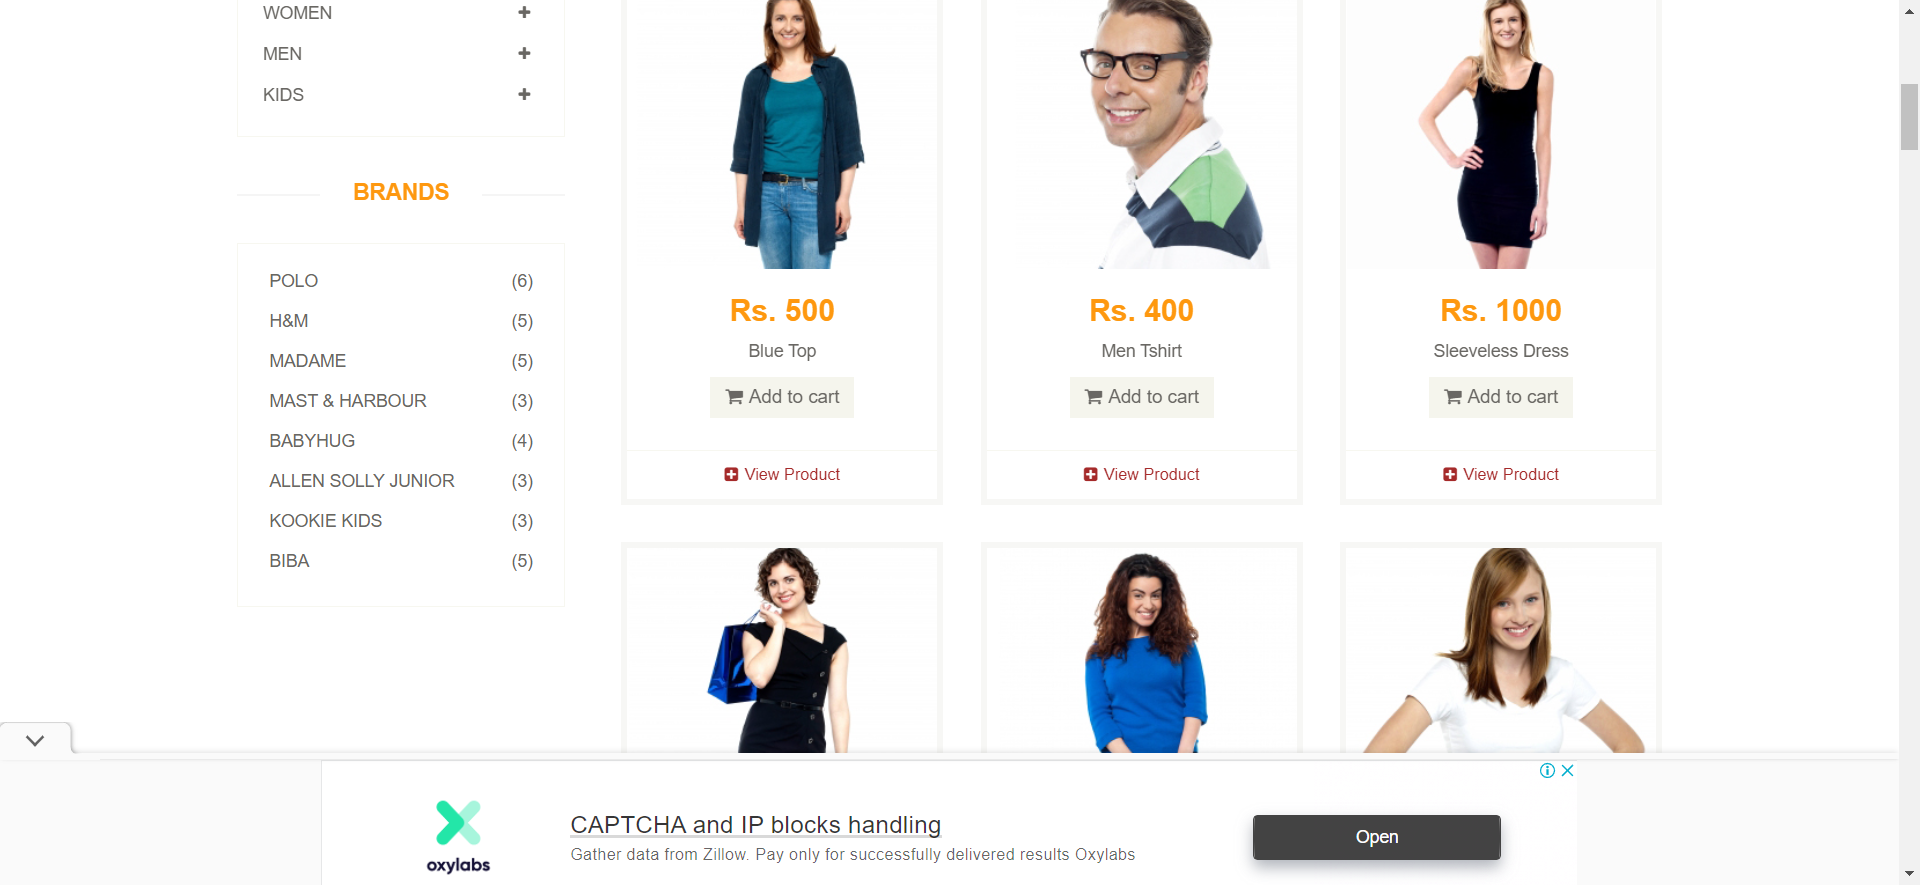 WOMEN
MEN
KIDS
BRANDS
POLO (6)
H&M (5)
MADAME (5)
MAST & HARBOUR (3)
BABYHUG (4)
ALLEN SOLLY JUNIOR (3)
KOOKIE KIDS (3)
BIBA (5)
Rs. 500
Blue Top
Add to cart
View Product
Rs. 400
Men Tshirt
Add to cart
View Product
Rs. 1000
Sleeveless Dress
Add to cart
View Product
oxylabs
CAPTCHA and IP blocks handling
Gather data from Zillow. Pay only for successfully delivered results Oxylabs
Open